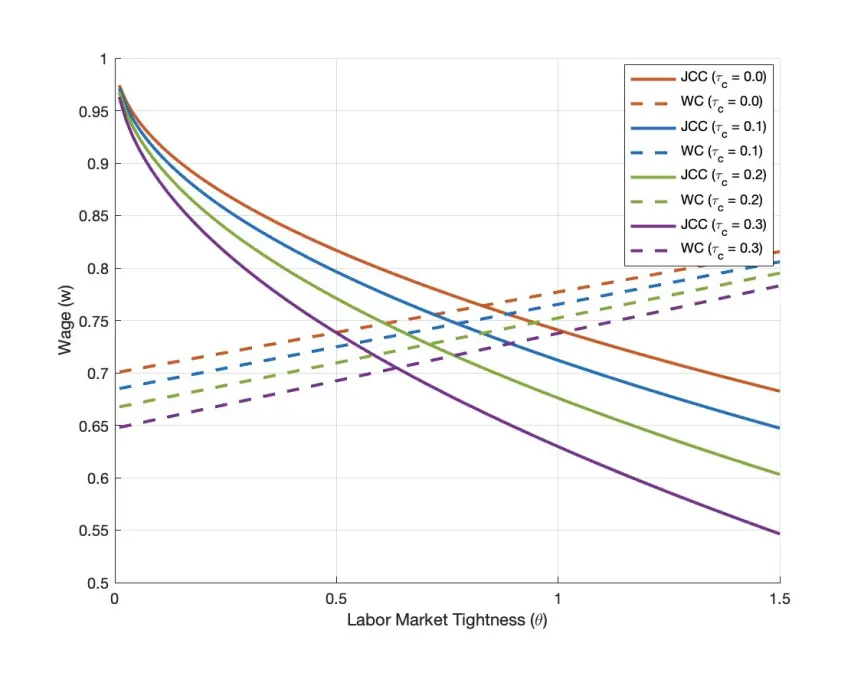 1
0.95
0.9
0.85
0.8
0.75
0.7
0.65
0.6
0.55
0.5
Wage (w)
0
0.5
1
1.5
Labor Market Tightness (θ)
JCC (τc = 0.0)
WC (τc = 0.0)
JCC (τc = 0.1)
WC (τc = 0.1)
JCC (τc = 0.2)
WC (τc = 0.2)
JCC (τc = 0.3)
WC (τc = 0.3)